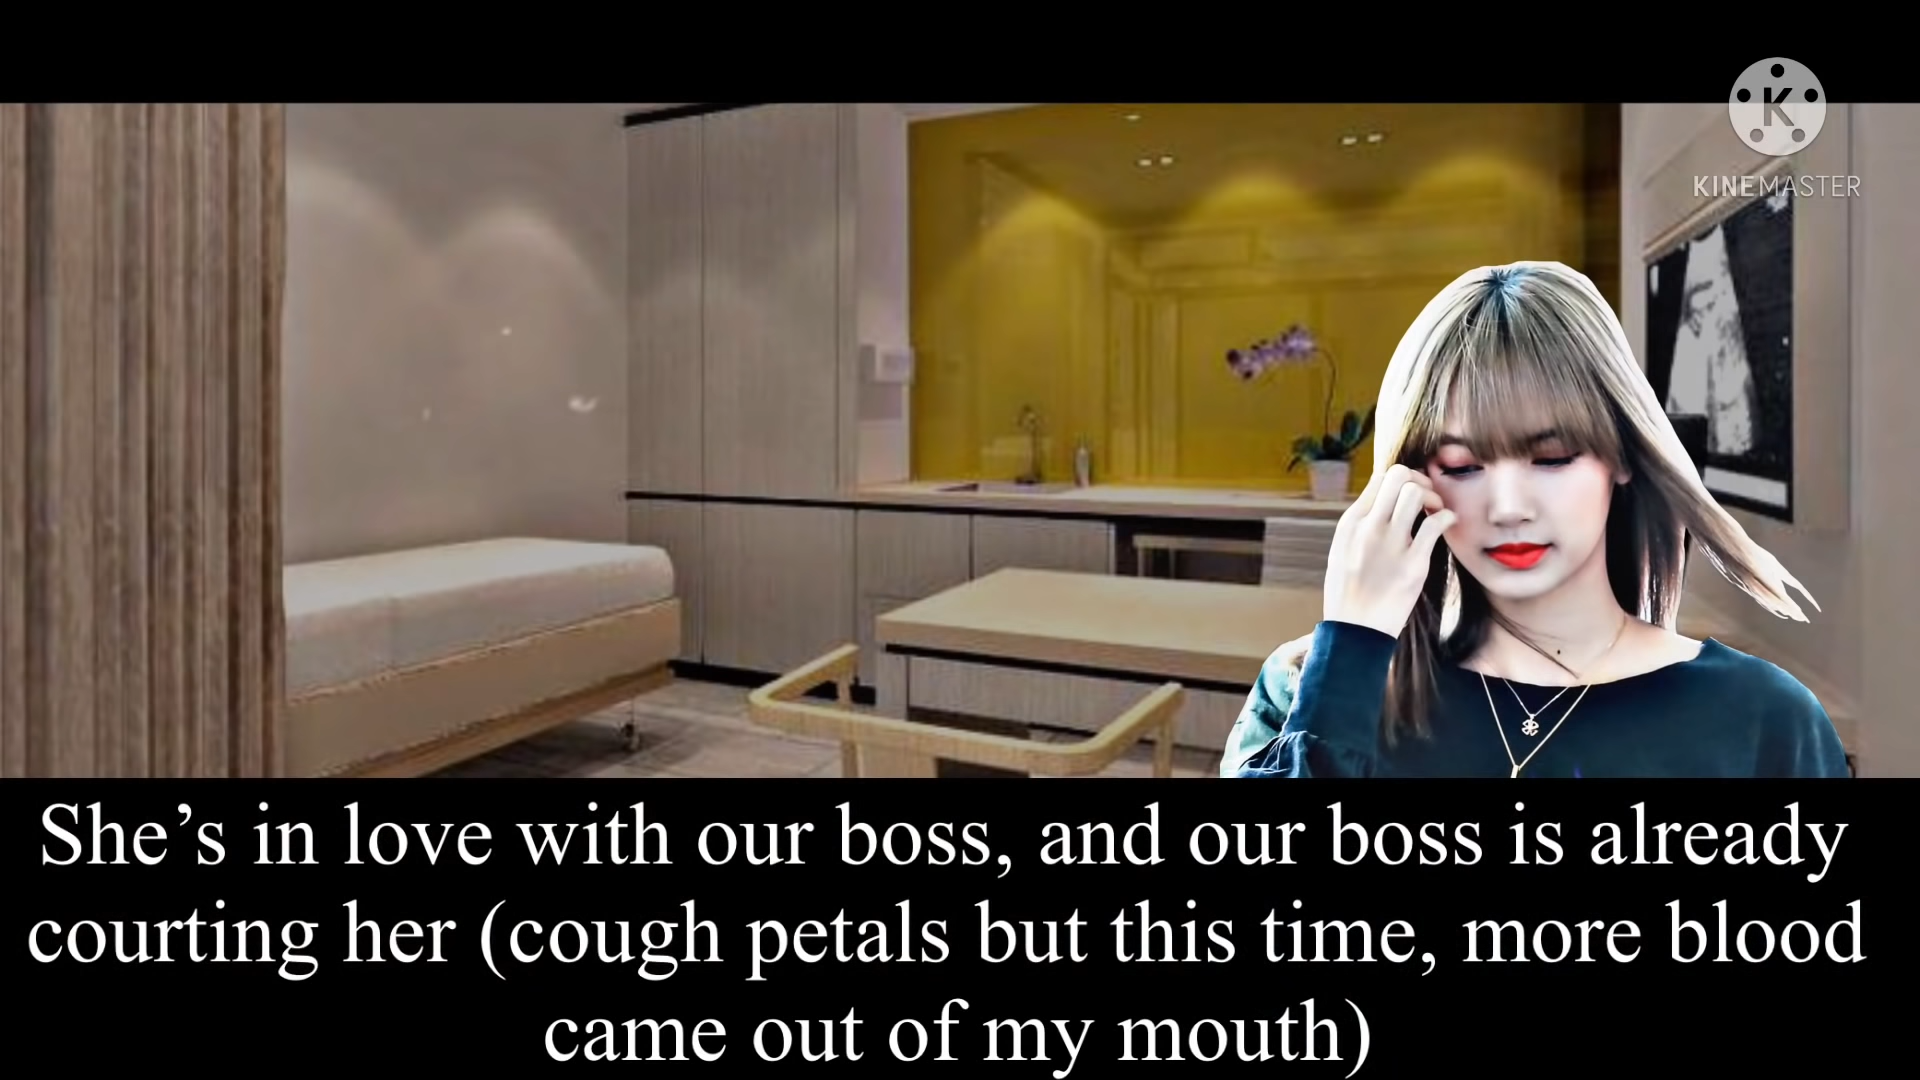 K
KINEMASTER
She’s in love with our boss, and our boss is already
courting her (cough petals but this time, more blood
came out of my mouth)